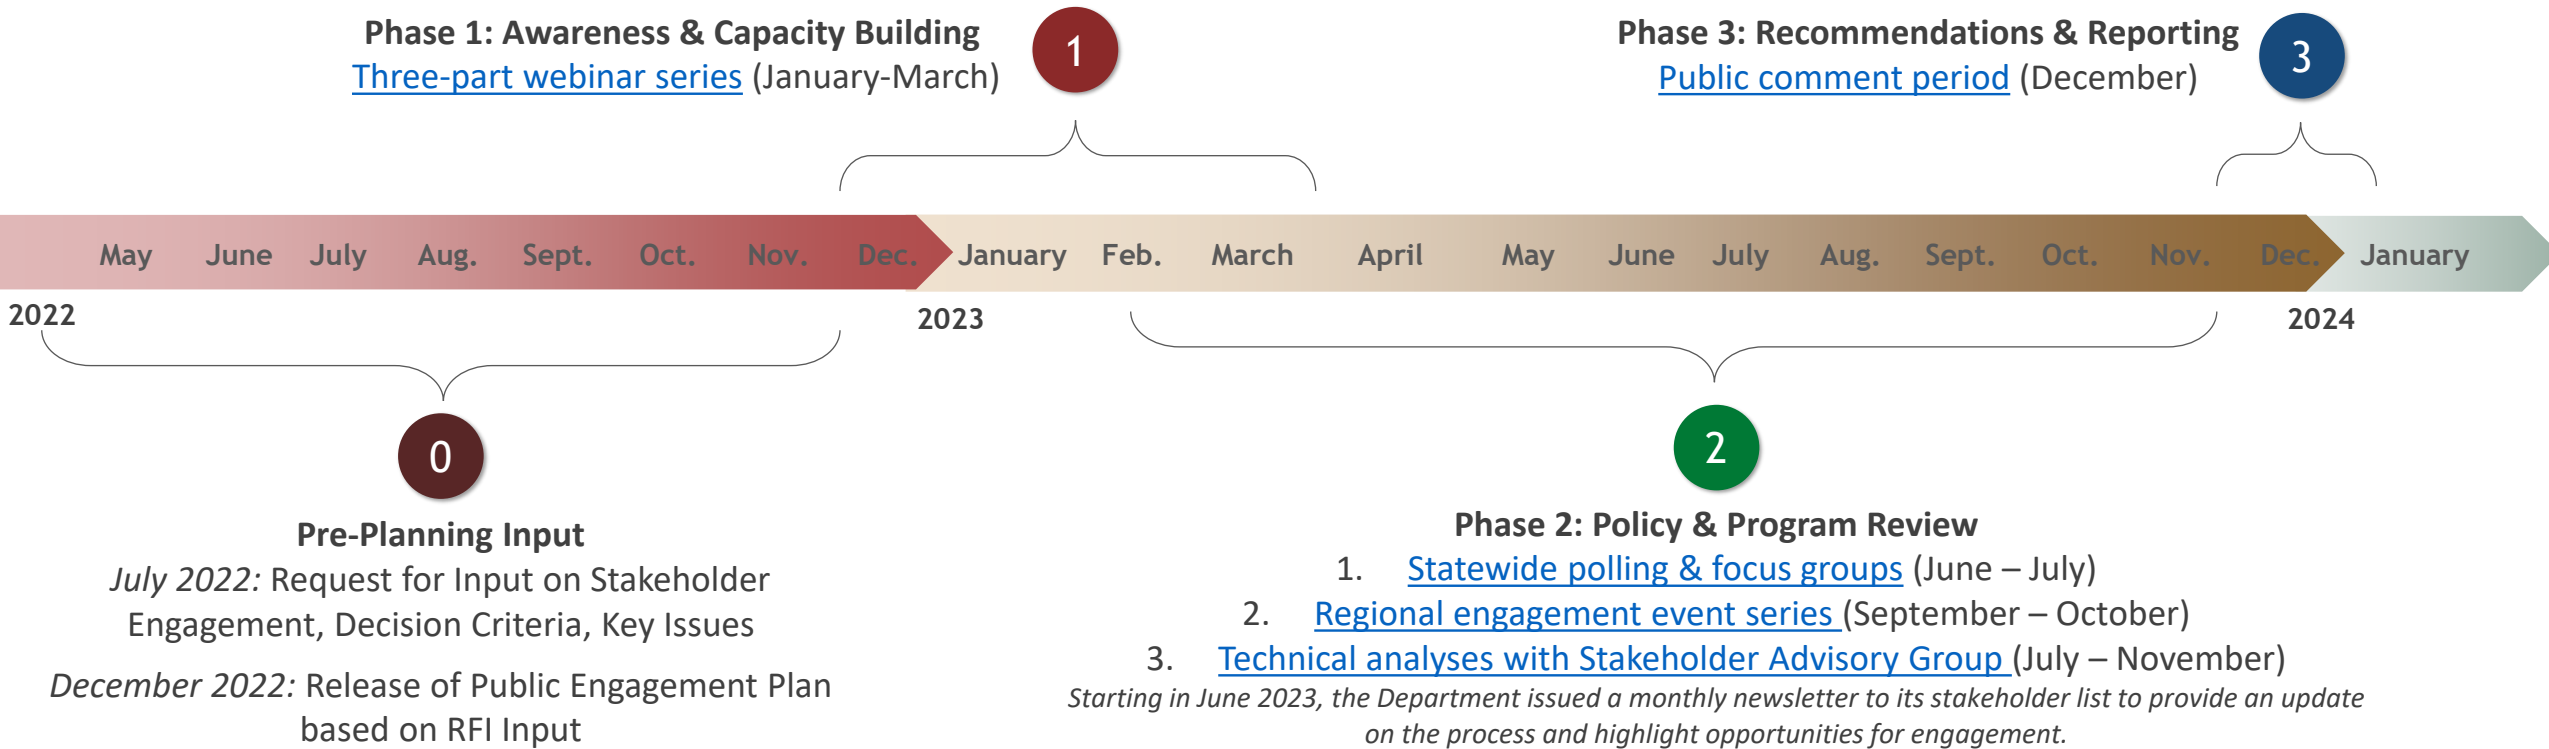 Phase 1: Awareness & Capacity Building
Three-part webinar series (January-March)
1
Phase 3: Recommendations & Reporting
Public comment period (December)
3
May June July Aug. Sept. Oct. Nov. Dec. January Feb. March April May June July Aug. Sept. Oct. Nov. Dec. January
2022 2023 2024
0
Pre-Planning Input
July 2022: Request for Input on Stakeholder
Engagement, Decision Criteria, Key Issues
December 2022: Release of Public Engagement Plan
based on RFI Input
2
Phase 2: Policy & Program Review
1. Statewide polling & focus groups (June – July)
2. Regional engagement event series (September – October)
3. Technical analyses with Stakeholder Advisory Group (July – November)
Starting in June 2023, the Department issued a monthly newsletter to its stakeholder list to provide an update
on the process and highlight opportunities for engagement.